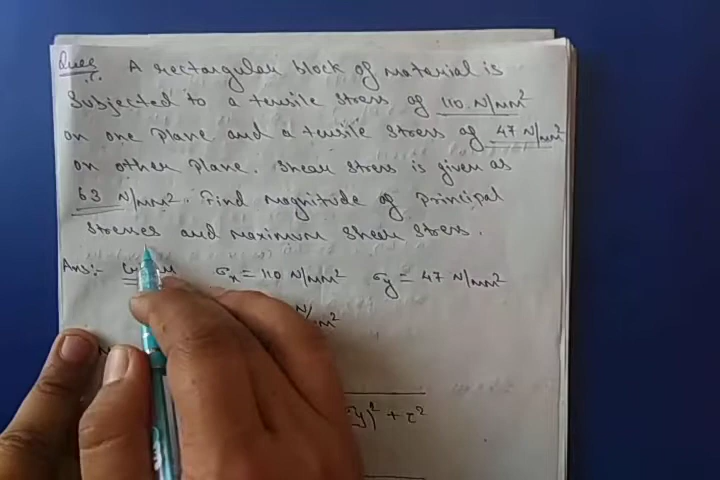 Ques:- A rectangular block of material is
Subjected to a tensile stress of 110 N/mm²
on one plane and a tensile stress of 47 N/mm²
on other plane. Shear stress is given as
63 N/mm². Find magnitude of principal
stresses and maximum shear stress.
Ans:- σx = 110 N/mm² σy = 47 N/mm²
N/mm²
y)² + τ²